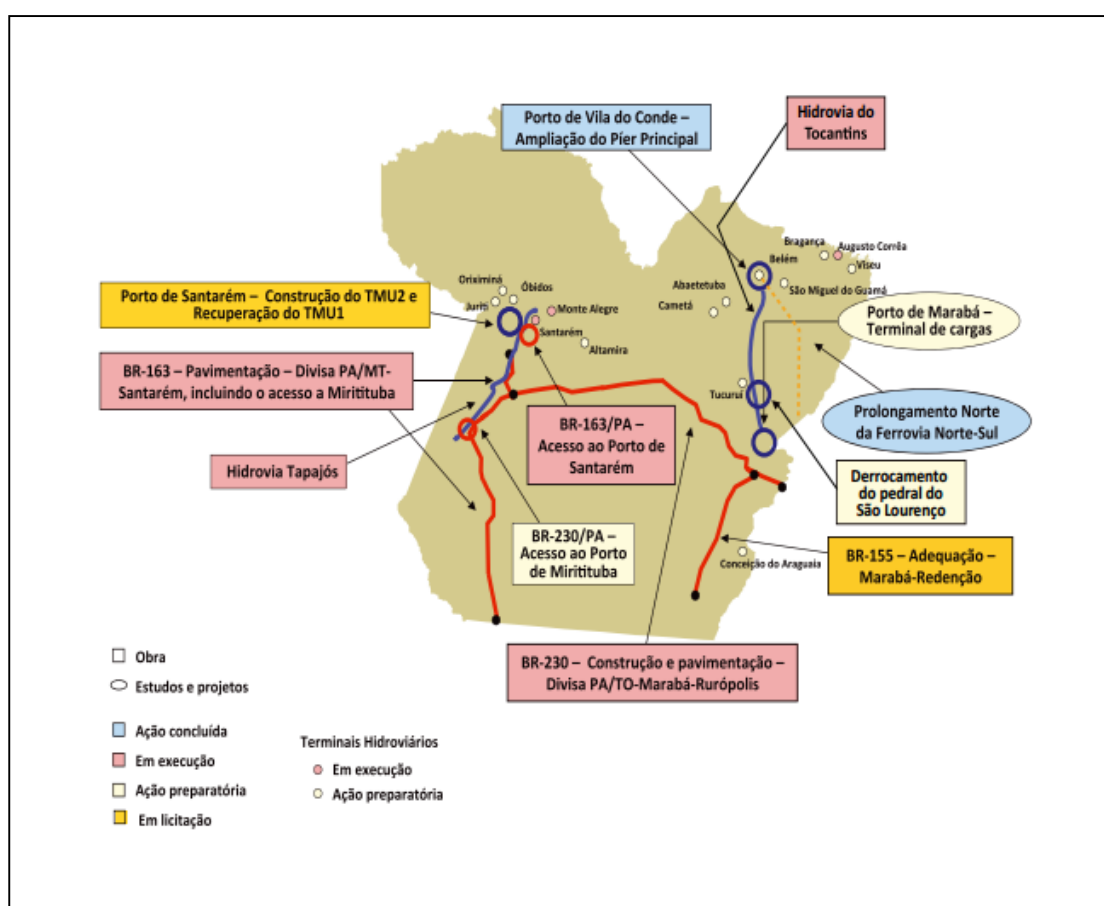 Porto de Vila do Conde –
Ampliação do Píer Principal
Hidrovia do
Tocantins
Bragança
Augusto Corrêa
Belém
Viseu
São Miguel do Guamá
Abaetetuba
Cametá
Oriximiná
Óbidos
Juriti
Monte Alegre
Santarém
Altamira
Porto de Santarém – Construção do TMU2 e
Recuperação do TMU1
Porto de Marabá –
Terminal de cargas
BR-163 – Pavimentação – Divisa PA/MT-
Santarém, incluindo o acesso a Miritituba
Tucuruí
Prolongamento Norte
da Ferrovia Norte-Sul
BR-163/PA –
Acesso ao Porto de
Santarém
Hidrovia Tapajós
Derrocamento
do pedral do
São Lourenço
BR-230/PA –
Acesso ao Porto
de Miritituba
BR-155 – Adequação –
Marabá-Redenção
Conceição do Araguaia
BR-230 – Construção e pavimentação –
Divisa PA/TO-Marabá-Rurópolis
Obra
Estudos e projetos
Ação concluída
Em execução
Ação preparatória
Em licitação
Terminais Hidroviários
Em execução
Ação preparatória